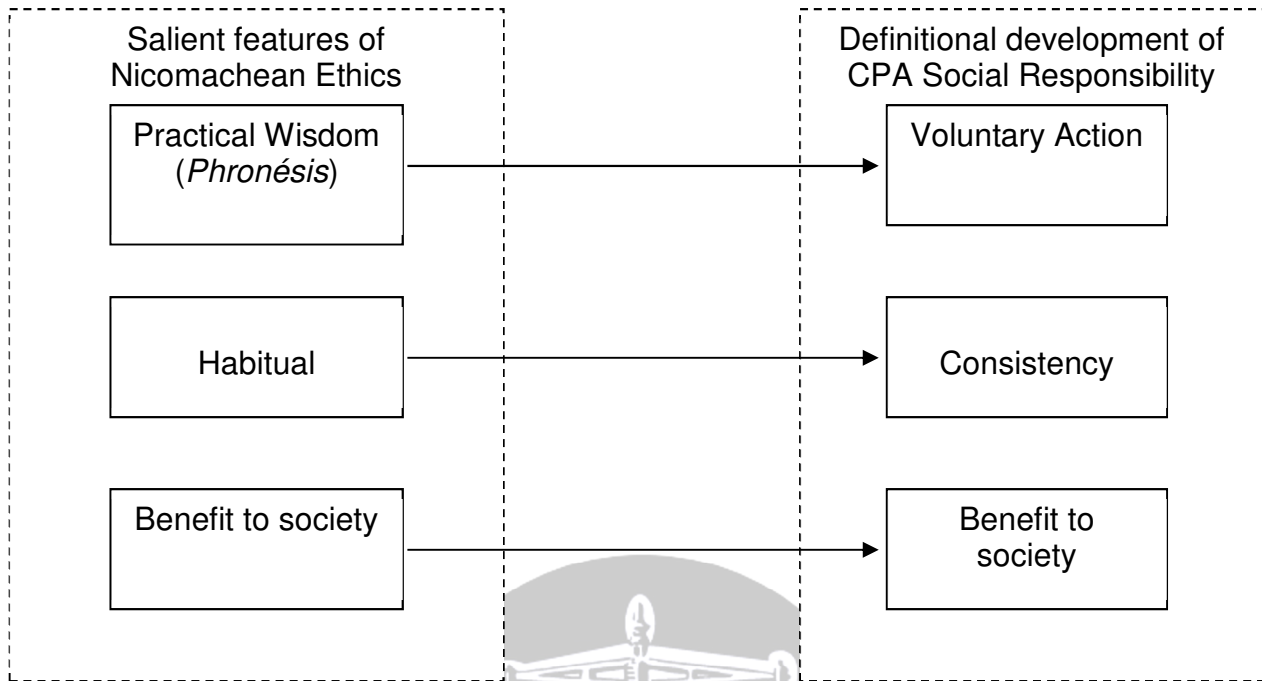 Salient features of
Nicomachean Ethics
Practical Wisdom
(Phronésis)
Habitual
Benefit to society
Definitional development of
CPA Social Responsibility
Voluntary Action
Consistency
Benefit to
society